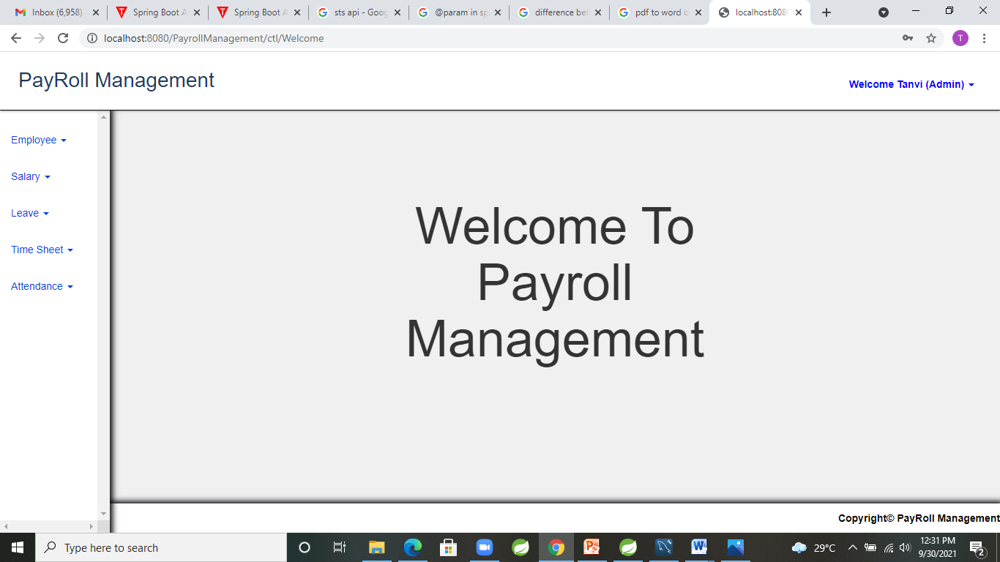 Inbox (6,958)
Spring Boot A
Spring Boot A
sts api - Goog
@param in sp
difference bet
pdf to word o
localhost:8080
localhost:8080/PayrollManagement/ctl/Welcome
T
PayRoll Management
Welcome Tanvi (Admin)
Employee
Salary
Leave
Time Sheet
Attendance
Welcome To
Payroll
Management
Copyright© PayRoll Management
Type here to search
29°C
12:31 PM
9/30/2021
2